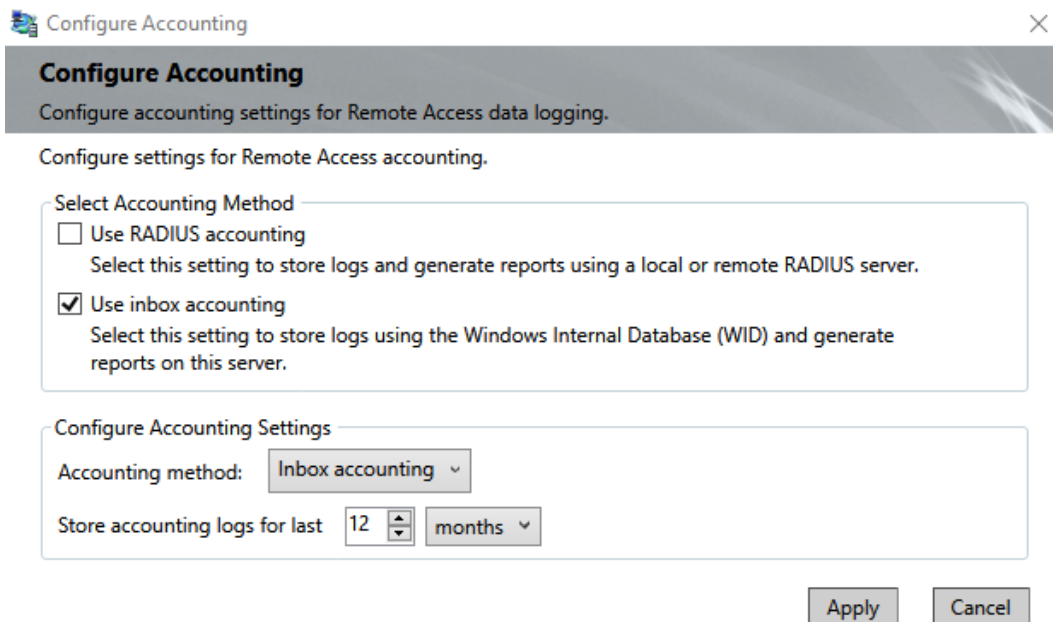 Configure Accounting
Configure Accounting
Configure accounting settings for Remote Access data logging.
Configure settings for Remote Access accounting.
Select Accounting Method
Use RADIUS accounting
Select this setting to store logs and generate reports using a local or remote RADIUS server.
Use inbox accounting
Select this setting to store logs using the Windows Internal Database (WID) and generate
reports on this server.
Configure Accounting Settings
Accounting method: Inbox accounting
Store accounting logs for last 12 months
Apply Cancel